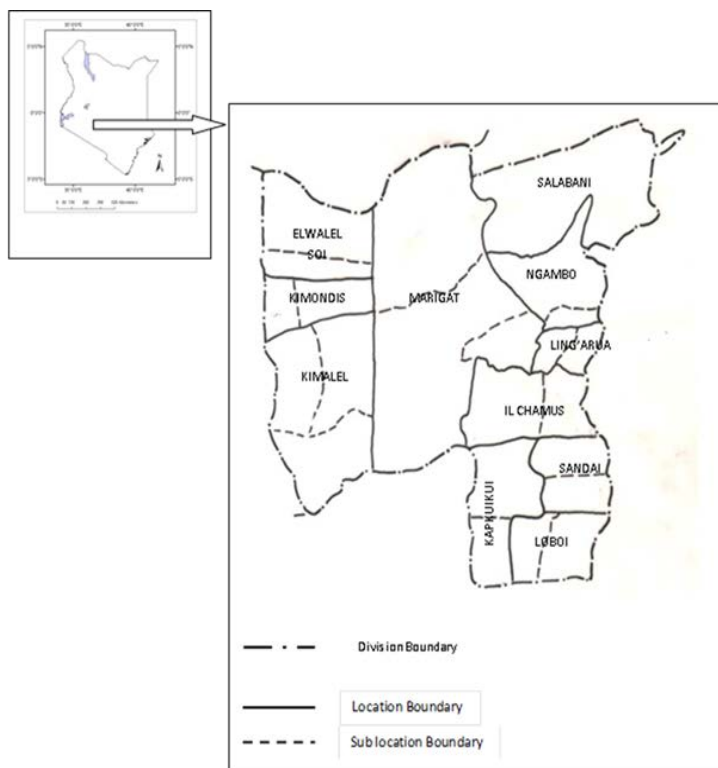 SALABANI
ELWALEL
SOI
NGAMBO
KIMONDIS
MARIGAT
LING'ARUA
KIMALEL
IL CHAMUS
SANDAI
KAPKUIKUI
LOBOI
Division Boundary
Location Boundary
Sub location Boundary